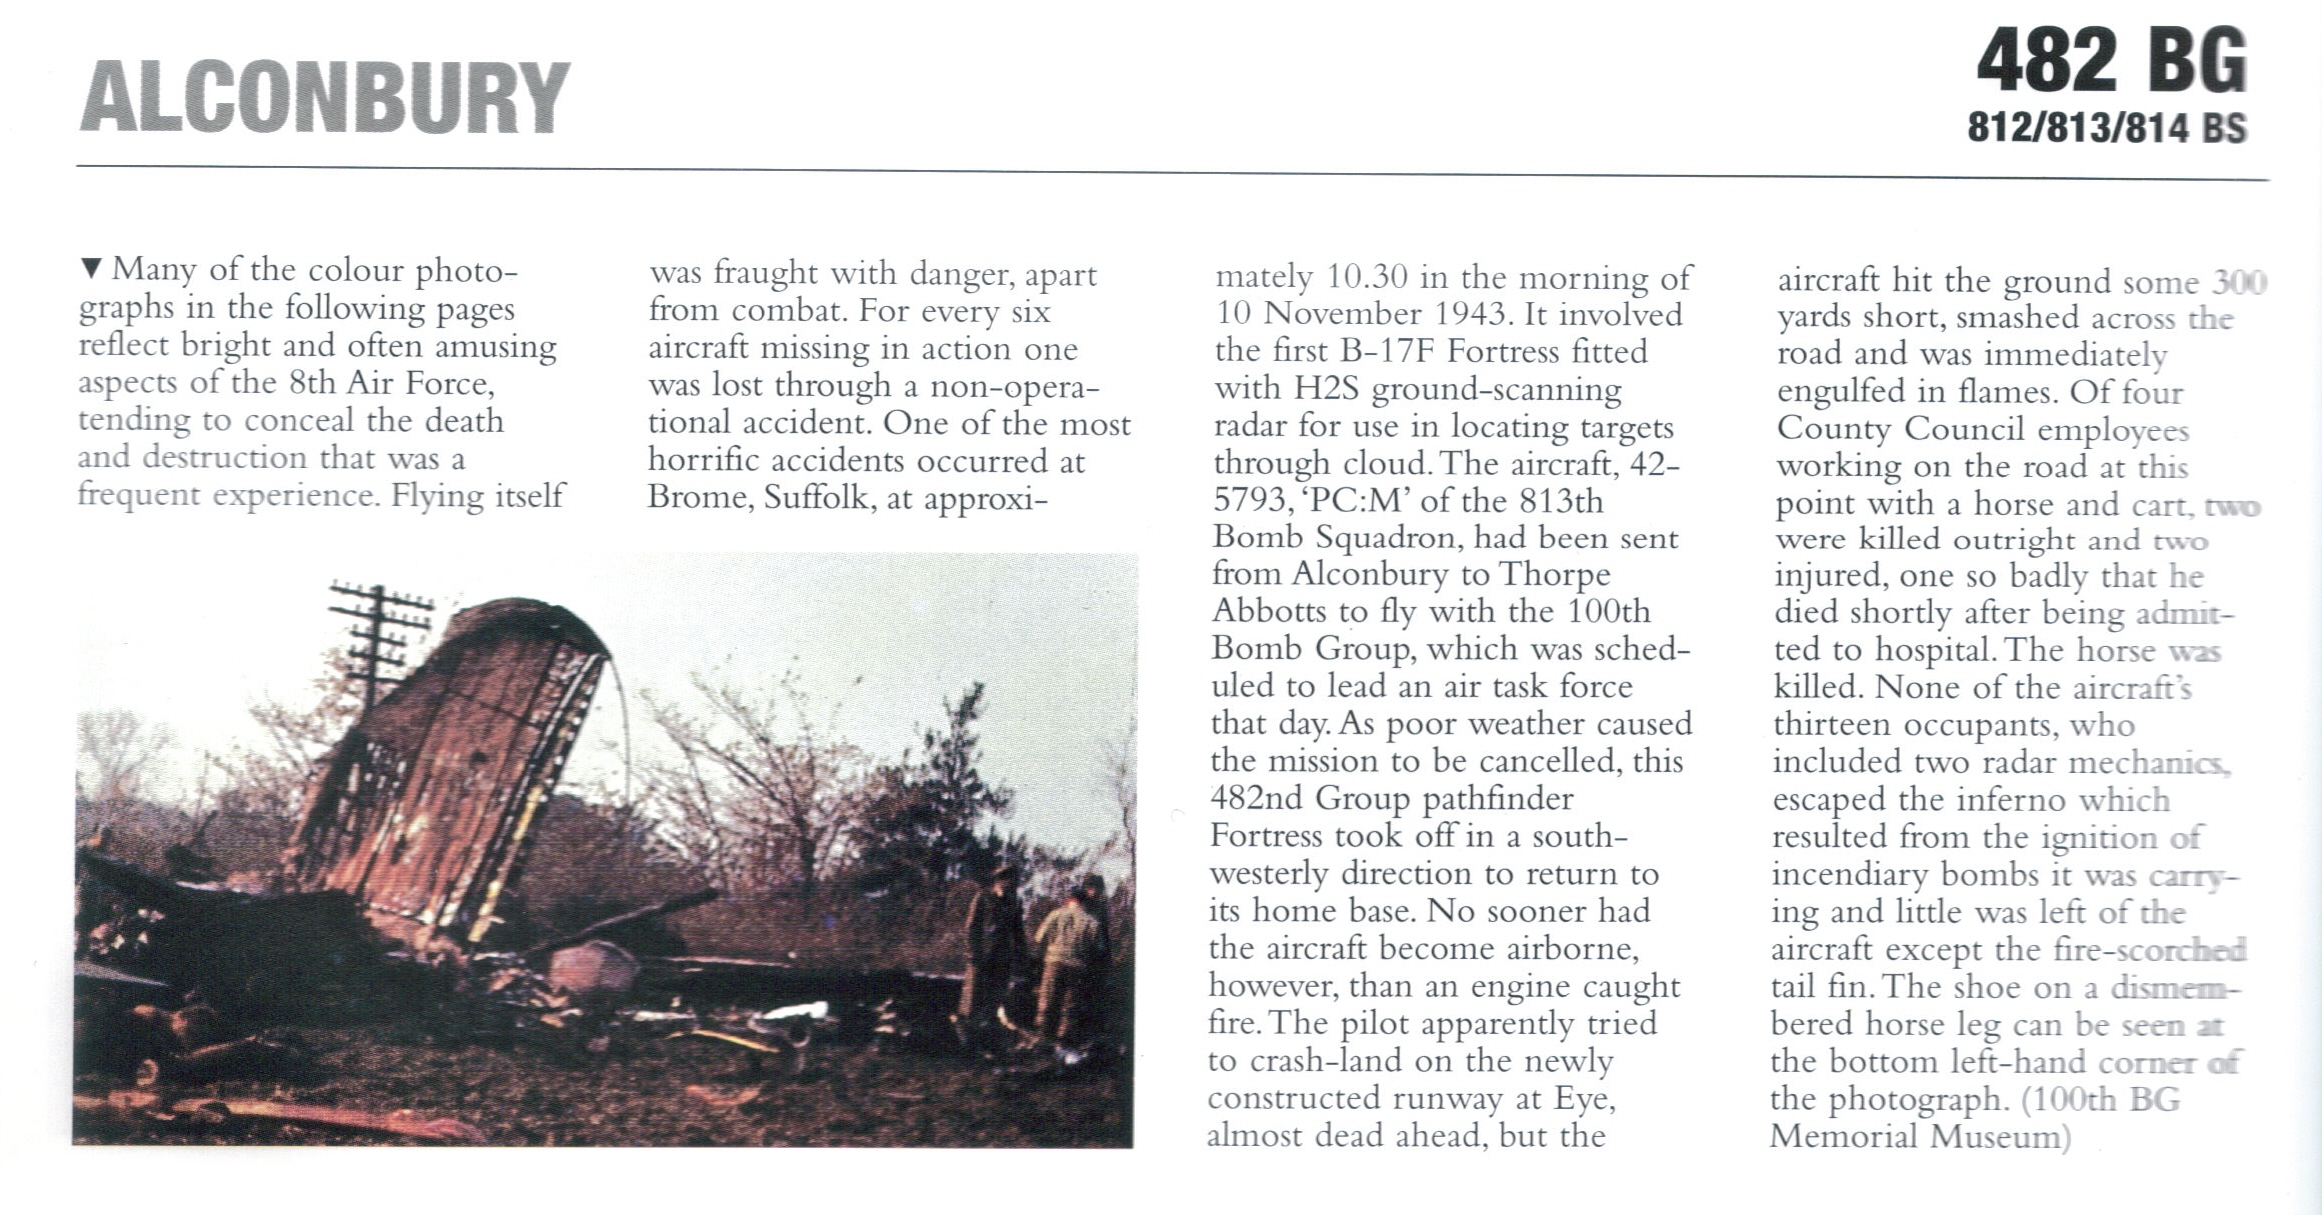 ALCONBURY
482 BG
812/813/814 BS
▼ Many of the colour photo-
graphs in the following pages
reflect bright and often amusing
aspects of the 8th Air Force,
tending to conceal the death
and destruction that was a
frequent experience. Flying itself
was fraught with danger, apart
from combat. For every six
aircraft missing in action one
was lost through a non-opera-
tional accident. One of the most
horrific accidents occurred at
Brome, Suffolk, at approxi-
mately 10.30 in the morning of
10 November 1943. It involved
the first B-17F Fortress fitted
with H2S ground-scanning
radar for use in locating targets
through cloud. The aircraft, 42-
5793, ‘PC:M’ of the 813th
Bomb Squadron, had been sent
from Alconbury to Thorpe
Abbotts to fly with the 100th
Bomb Group, which was sched-
uled to lead an air task force
that day. As poor weather caused
the mission to be cancelled, this
482nd Group pathfinder
Fortress took off in a south-
westerly direction to return to
its home base. No sooner had
the aircraft become airborne,
however, than an engine caught
fire. The pilot apparently tried
to crash-land on the newly
constructed runway at Eye,
almost dead ahead, but the
aircraft hit the ground some 300
yards short, smashed across the
road and was immediately
engulfed in flames. Of four
County Council employees
working on the road at this
point with a horse and cart, two
were killed outright and two
injured, one so badly that he
died shortly after being admit-
ted to hospital. The horse was
killed. None of the aircraft’s
thirteen occupants, who
included two radar mechanics,
escaped the inferno which
resulted from the ignition of
incendiary bombs it was carry-
ing and little was left of the
aircraft except the fire-scorched
tail fin. The shoe on a dismem-
bered horse leg can be seen at
the bottom left-hand corner of
the photograph. (100th BG
Memorial Museum)